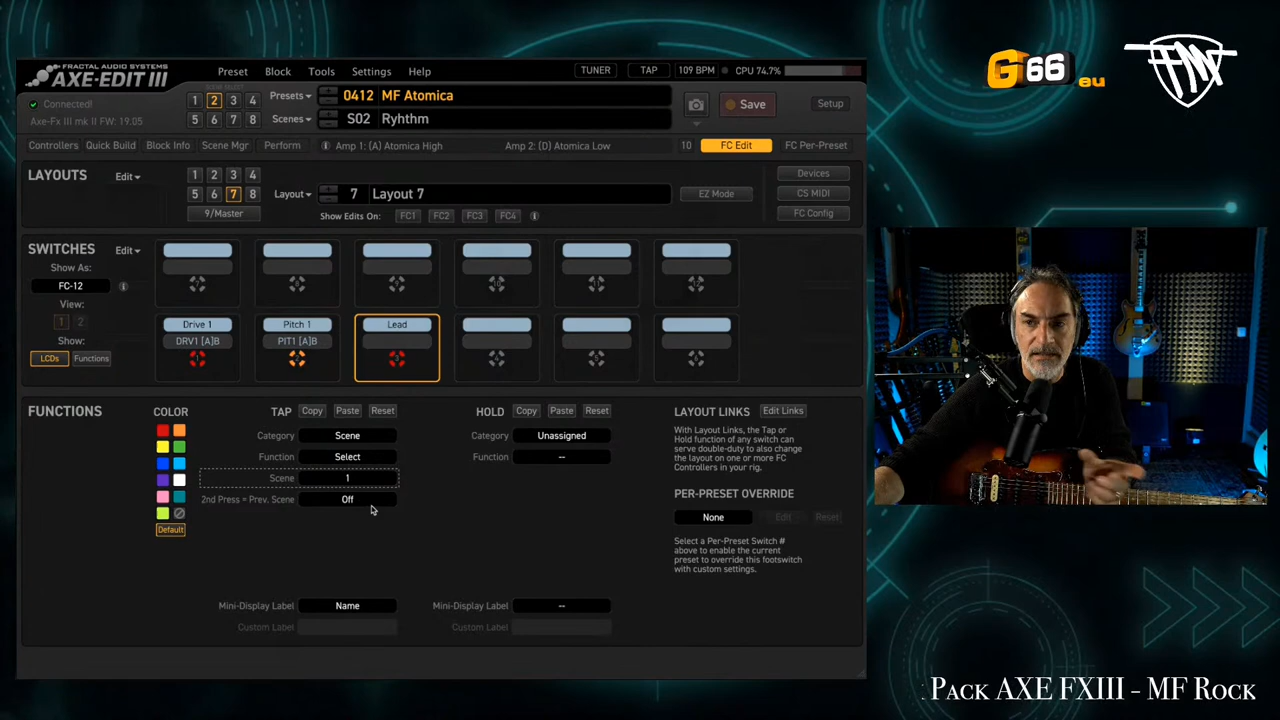 FRACTAL AUDIO SYSTEMS
AXE-EDIT III
Preset Block Tools Settings Help
TUNER TAP 109 BPM CPU 74.7%
Connected!
Axe-Fx III mk II FW: 19.05
1 2 3 4
5 6 7 8
Presets 0412 MF Atomica
Scenes S02 Ryhthm
Save Setup
Controllers Quick Build Block Info Scene Mgr Perform Amp 1: (A) Atomica High Amp 2: (D) Atomica Low 10 FC Edit FC Per-Preset
LAYOUTS Edit
1 2 3 4
5 6 7 8
9/Master
Layout 7 Layout 7 EZ Mode
Show Edits On: FC1 FC2 FC3 FC4
Devices
CS MIDI
FC Config
SWITCHES Edit
Show As:
FC-12
View:
1 2
Show:
LCDs Functions
Drive 1 Pitch 1 Lead
DRV1 [A]B PIT1 [A]B
FUNCTIONS COLOR
Default
TAP Copy Paste Reset
Category Scene
Function Select
Scene 1
2nd Press = Prev. Scene Off
Mini-Display Label Name
Custom Label
HOLD Copy Paste Reset
Category Unassigned
Function --
Mini-Display Label --
Custom Label
LAYOUT LINKS Edit Links
With Layout Links, the Tap or
Hold function of any switch can
serve double-duty to also change
the layout on one or more FC
Controllers in your rig.
PER-PRESET OVERRIDE
None Edit Reset
Select a Per-Preset Switch #
above to enable the current
preset to override this footswitch
with custom settings.
G66.eu
Pack AXE FXIII - MF Rock